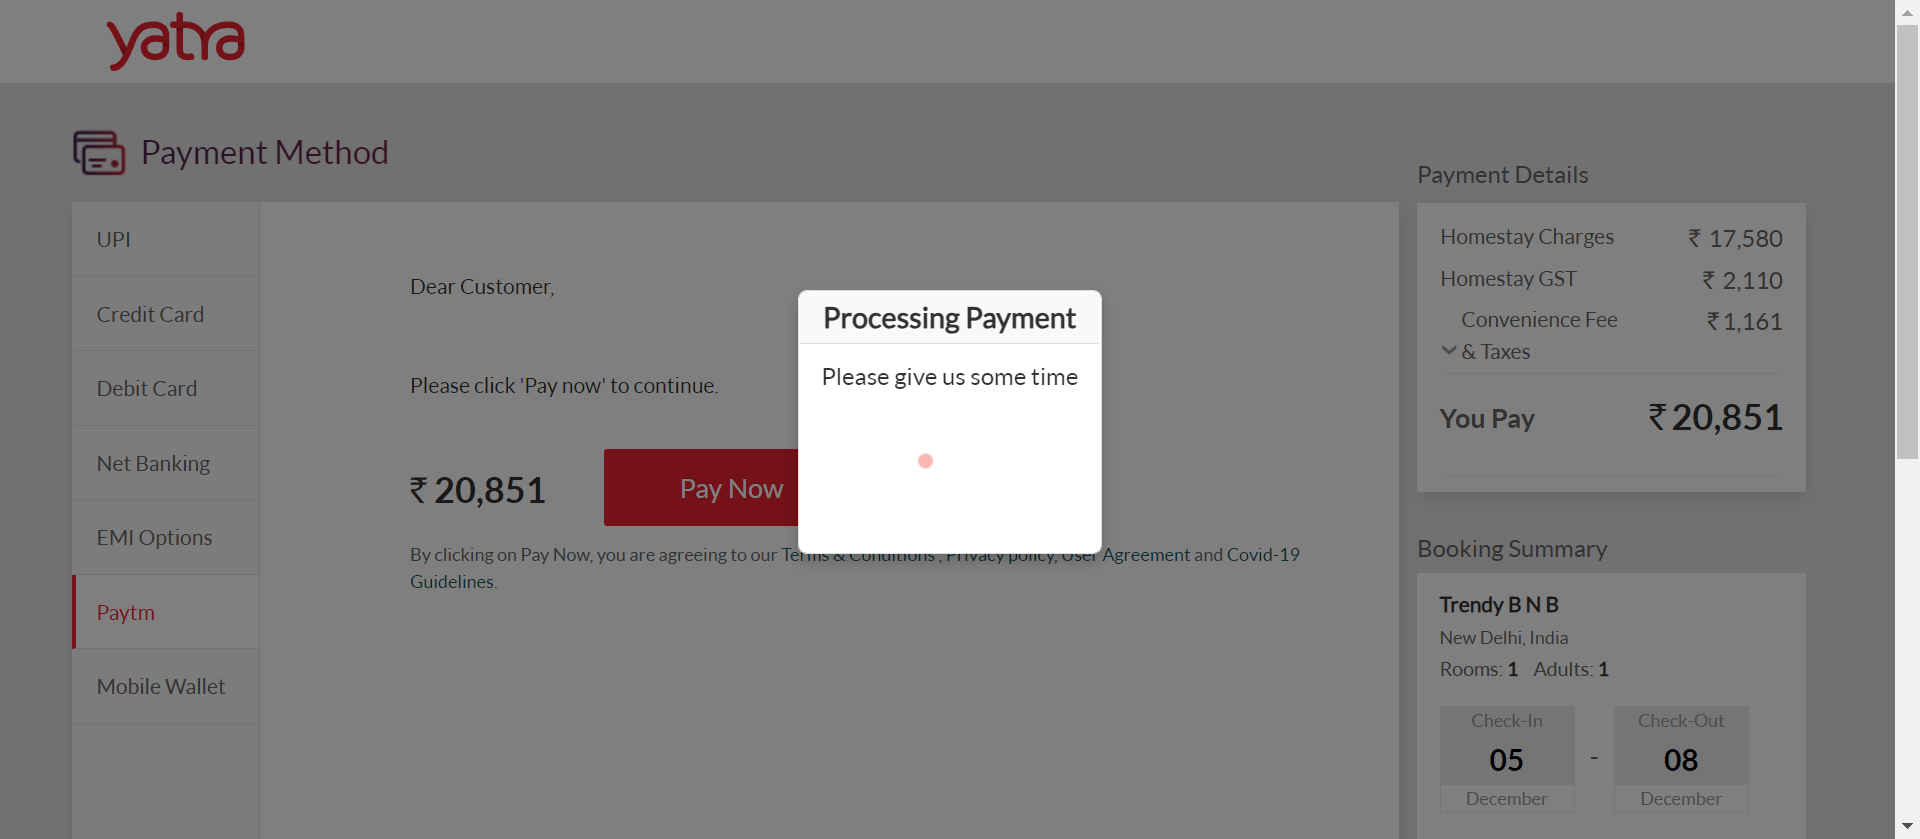 yatra
Payment Method
UPI
Credit Card
Debit Card
Net Banking
EMI Options
Paytm
Mobile Wallet
Dear Customer,
Please click 'Pay now' to continue.
₹ 20,851
Pay Now
By clicking on Pay Now, you are agreeing to our Terms & Conditions , Privacy policy, User Agreement and Covid-19
Guidelines.
Processing Payment
Please give us some time
Payment Details
Homestay Charges ₹ 17,580
Homestay GST ₹ 2,110
Convenience Fee ₹ 1,161
& Taxes
You Pay ₹ 20,851
Booking Summary
Trendy B N B
New Delhi, India
Rooms: 1 Adults: 1
Check-In
05
December
-
Check-Out
08
December